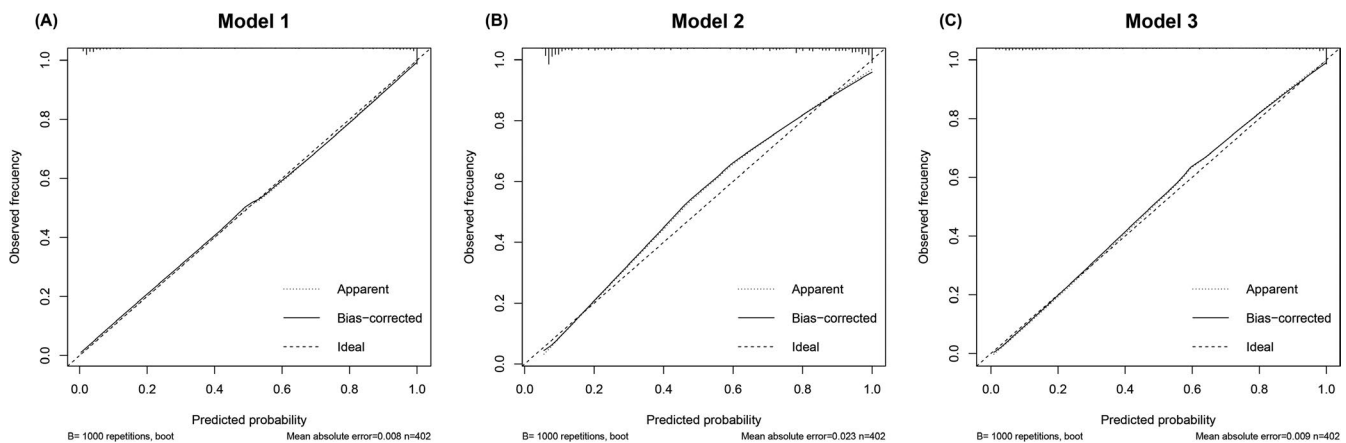 (A)
Model 1
Observed frecuency
0.0
0.2
0.4
0.6
0.8
1.0
Apparent
Bias-corrected
Ideal
0.0 0.2 0.4 0.6 0.8 1.0
Predicted probability
B= 1000 repetitions, boot
Mean absolute error=0.008 n=402
(B)
Model 2
Observed frecuency
0.0
0.2
0.4
0.6
0.8
1.0
Apparent
Bias-corrected
Ideal
0.0 0.2 0.4 0.6 0.8 1.0
Predicted probability
B= 1000 repetitions, boot
Mean absolute error=0.023 n=402
(C)
Model 3
Observed frecuency
0.0
0.2
0.4
0.6
0.8
1.0
Apparent
Bias-corrected
Ideal
0.0 0.2 0.4 0.6 0.8 1.0
Predicted probability
B= 1000 repetitions, boot
Mean absolute error=0.009 n=402